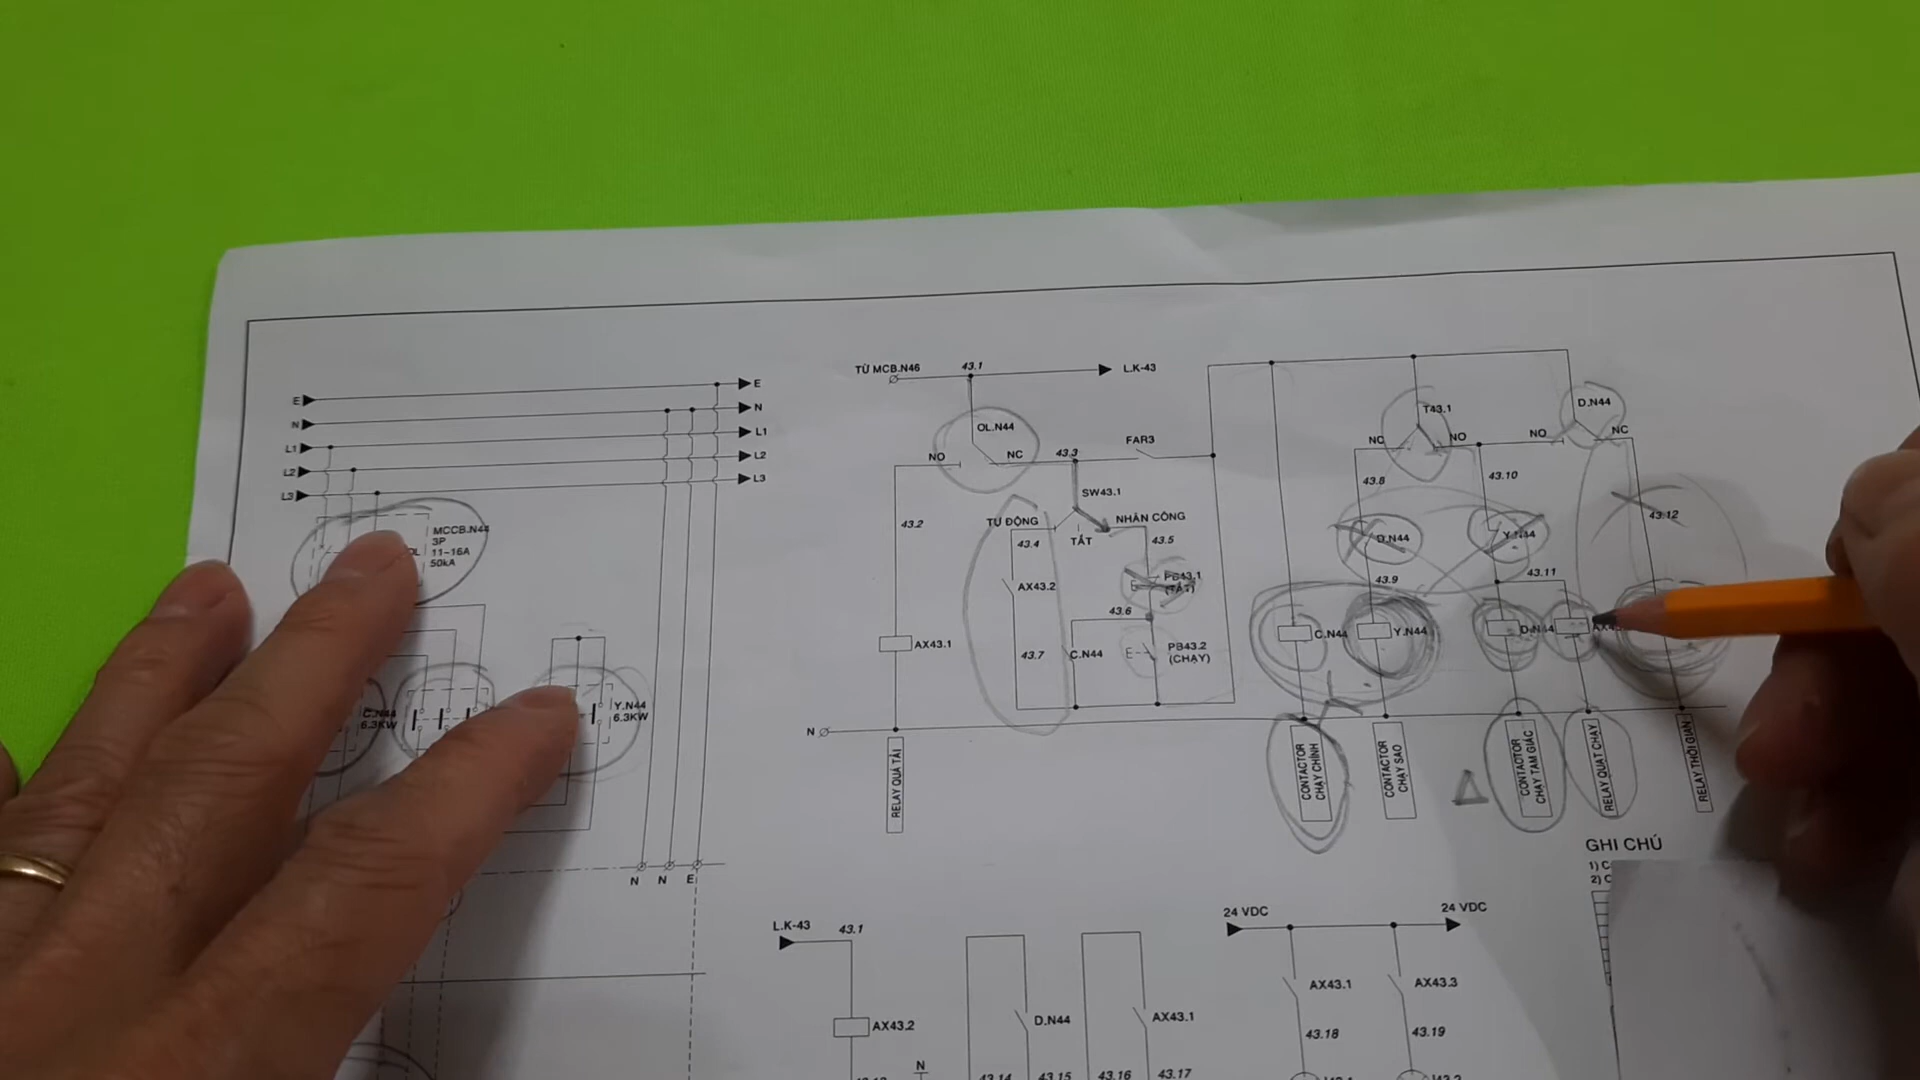 E
N
L1
L2
L3
E
N
L1
L2
L3
MCCB.N44
3P
11-16A
50kA
C.N44
6.3KW
Y.N44
6.3KW
N N E
TỪ MCB.N46
43.1
L.K-43
OL.N44
NO
NC
43.3
FAR3
43.2
SW43.1
TỰ ĐỘNG
TẮT
NHÂN CÔNG
43.4
43.5
AX43.2
PB43.1
(TẮT)
43.6
43.7
C.N44
PB43.2
(CHẠY)
AX43.1
N
RELAY QUÁ TẢI
T43.1
NC
NO
D.N44
NO
NC
43.8
43.10
43.12
D.N44
Y.N44
43.9
43.11
C.N44
Y.N44
D.N44
CONTACTOR
CHẠY CHÍNH
CONTACTOR
CHẠY SAO
CONTACTOR
CHẠY TAM GIÁC
RELAY QUẠT CHẠY
RELAY THỜI GIAN
GHI CHÚ
1) C
2) C
L.K-43
43.1
AX43.2
N
D.N44
AX43.1
43.14
43.15
43.16
43.17
24 VDC
24 VDC
AX43.1
AX43.3
43.18
43.19